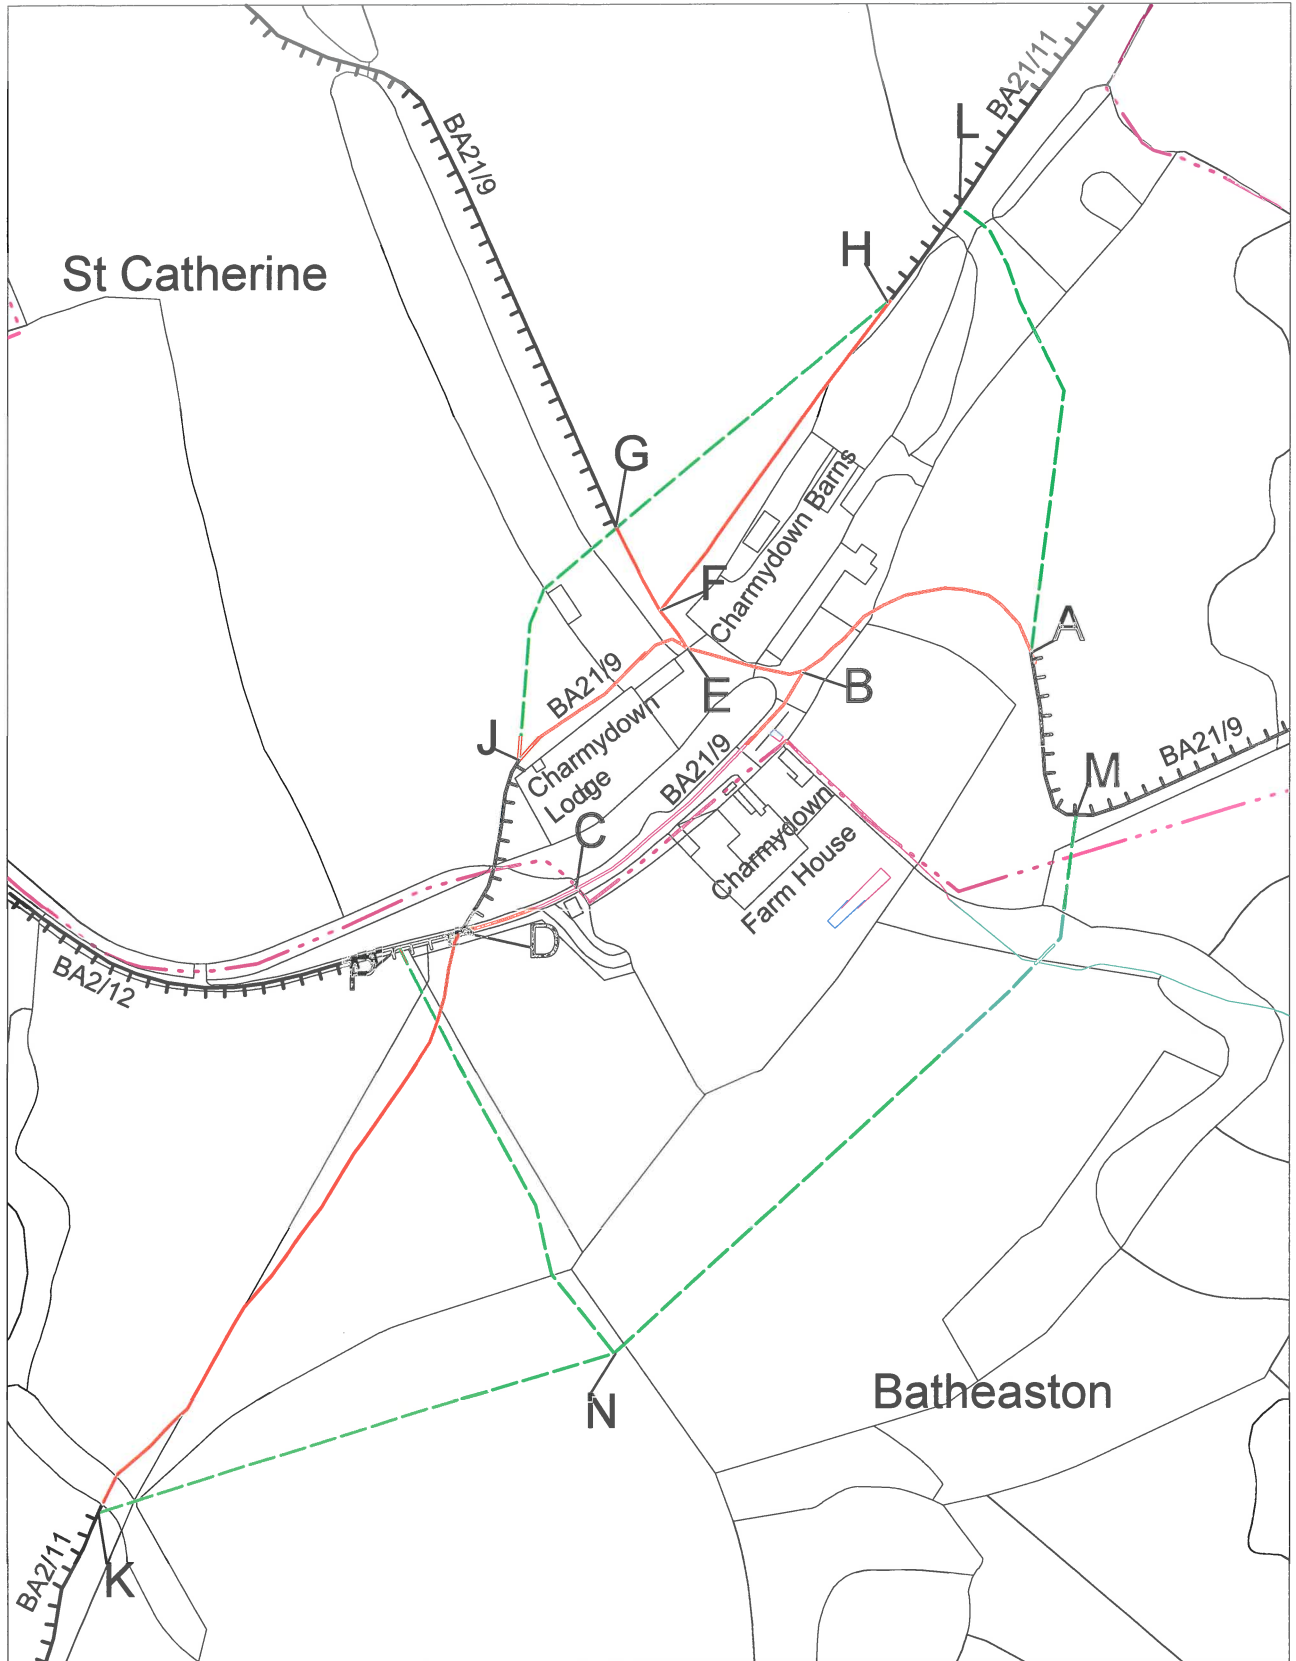 BA21/11
L
BA21/9
H
St Catherine
G
Charmydown Barns
F
A
BA21/9
E
B
J
BA21/9
M
BA21/9
Charmydown
Lodge
C
Charmydown
Farm House
D
P
BA2/12
Batheaston
N
BA2/11
K